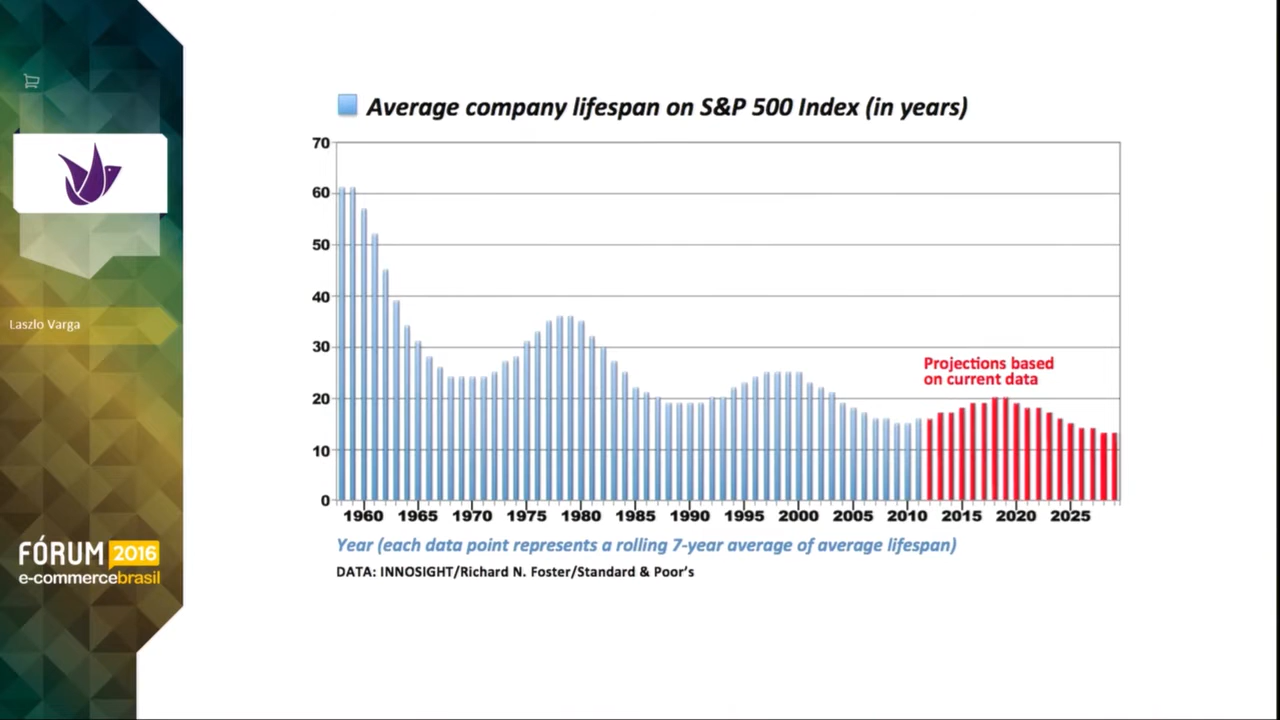 Average company lifespan on S&P 500 Index (in years)
70
60
50
40
30
20
10
0
Projections based
on current data
1960 1965 1970 1975 1980 1985 1990 1995 2000 2005 2010 2015 2020 2025
Year (each data point represents a rolling 7-year average of average lifespan)
DATA: INNOSIGHT/Richard N. Foster/Standard & Poor's
Laszlo Varga
FÓRUM 2016
e-commercebrasil